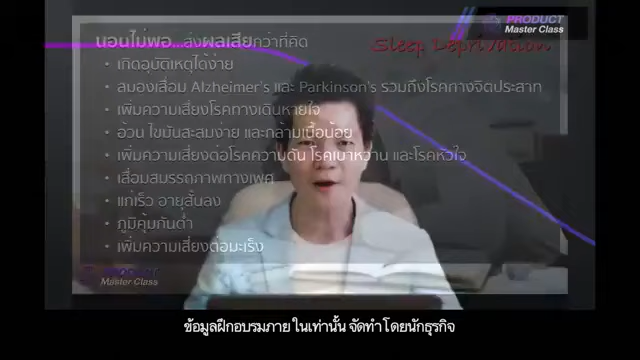 PRODUCT
Master Class
นอนไม่พอ...ส่งผลเสียกว่าที่คิด
Sleep Deprivation
• เกิดอุบัติเหตุได้ง่าย
• สมองเสื่อม Alzheimer's และ Parkinson's รวมถึงโรคทางจิตประสาท
• เพิ่มความเสี่ยงโรคทางเดินหายใจ
• อ้วน ไขมันสะสมง่าย และกล้ามเนื้อน้อย
• เพิ่มความเสี่ยงต่อโรคความดัน โรคเบาหวาน และโรคหัวใจ
• เสื่อมสมรรถภาพทางเพศ
• แก่เร็ว อายุสั้นลง
• ภูมิคุ้มกันต่ำ
• เพิ่มความเสี่ยงต่อมะเร็ง
PRODUCT
Master Class
ข้อมูลฝึกอบรมภายในเท่านั้น จัดทำโดยนักธุรกิจ